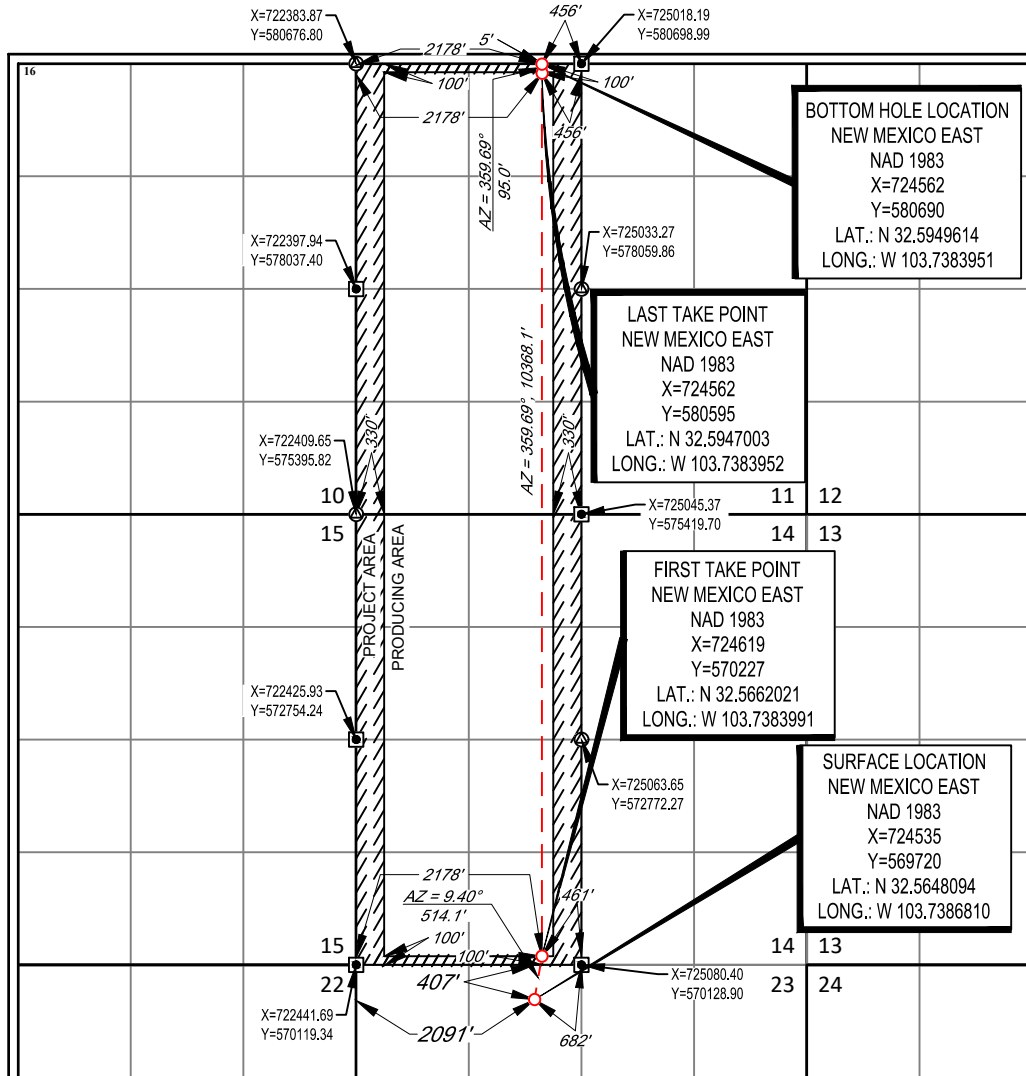 X=722383.87
Y=580676.80
456'
X=725018.19
Y=580698.99
2178'
5'
16
100'
100'
2178'
456'
AZ = 359.69°
95.0'
BOTTOM HOLE LOCATION
NEW MEXICO EAST
NAD 1983
X=724562
Y=580690
LAT.: N 32.5949614
LONG.: W 103.7383951
X=722397.94
Y=578037.40
X=725033.27
Y=578059.86
LAST TAKE POINT
NEW MEXICO EAST
NAD 1983
X=724562
Y=580595
LAT.: N 32.5947003
LONG.: W 103.7383952
AZ = 359.69°, 10368.1'
X=722409.65
Y=575395.82
330'
330'
10
11
12
X=725045.37
Y=575419.70
15
14
13
PROJECT AREA
PRODUCING AREA
FIRST TAKE POINT
NEW MEXICO EAST
NAD 1983
X=724619
Y=570227
LAT.: N 32.5662021
LONG.: W 103.7383991
X=722425.93
Y=572754.24
X=725063.65
Y=572772.27
SURFACE LOCATION
NEW MEXICO EAST
NAD 1983
X=724535
Y=569720
LAT.: N 32.5648094
LONG.: W 103.7386810
2178'
AZ = 9.40°
514.1'
461'
100'
100'
15
14
13
22
407'
23
24
X=725080.40
Y=570128.90
X=722441.69
Y=570119.34
2091'
682'